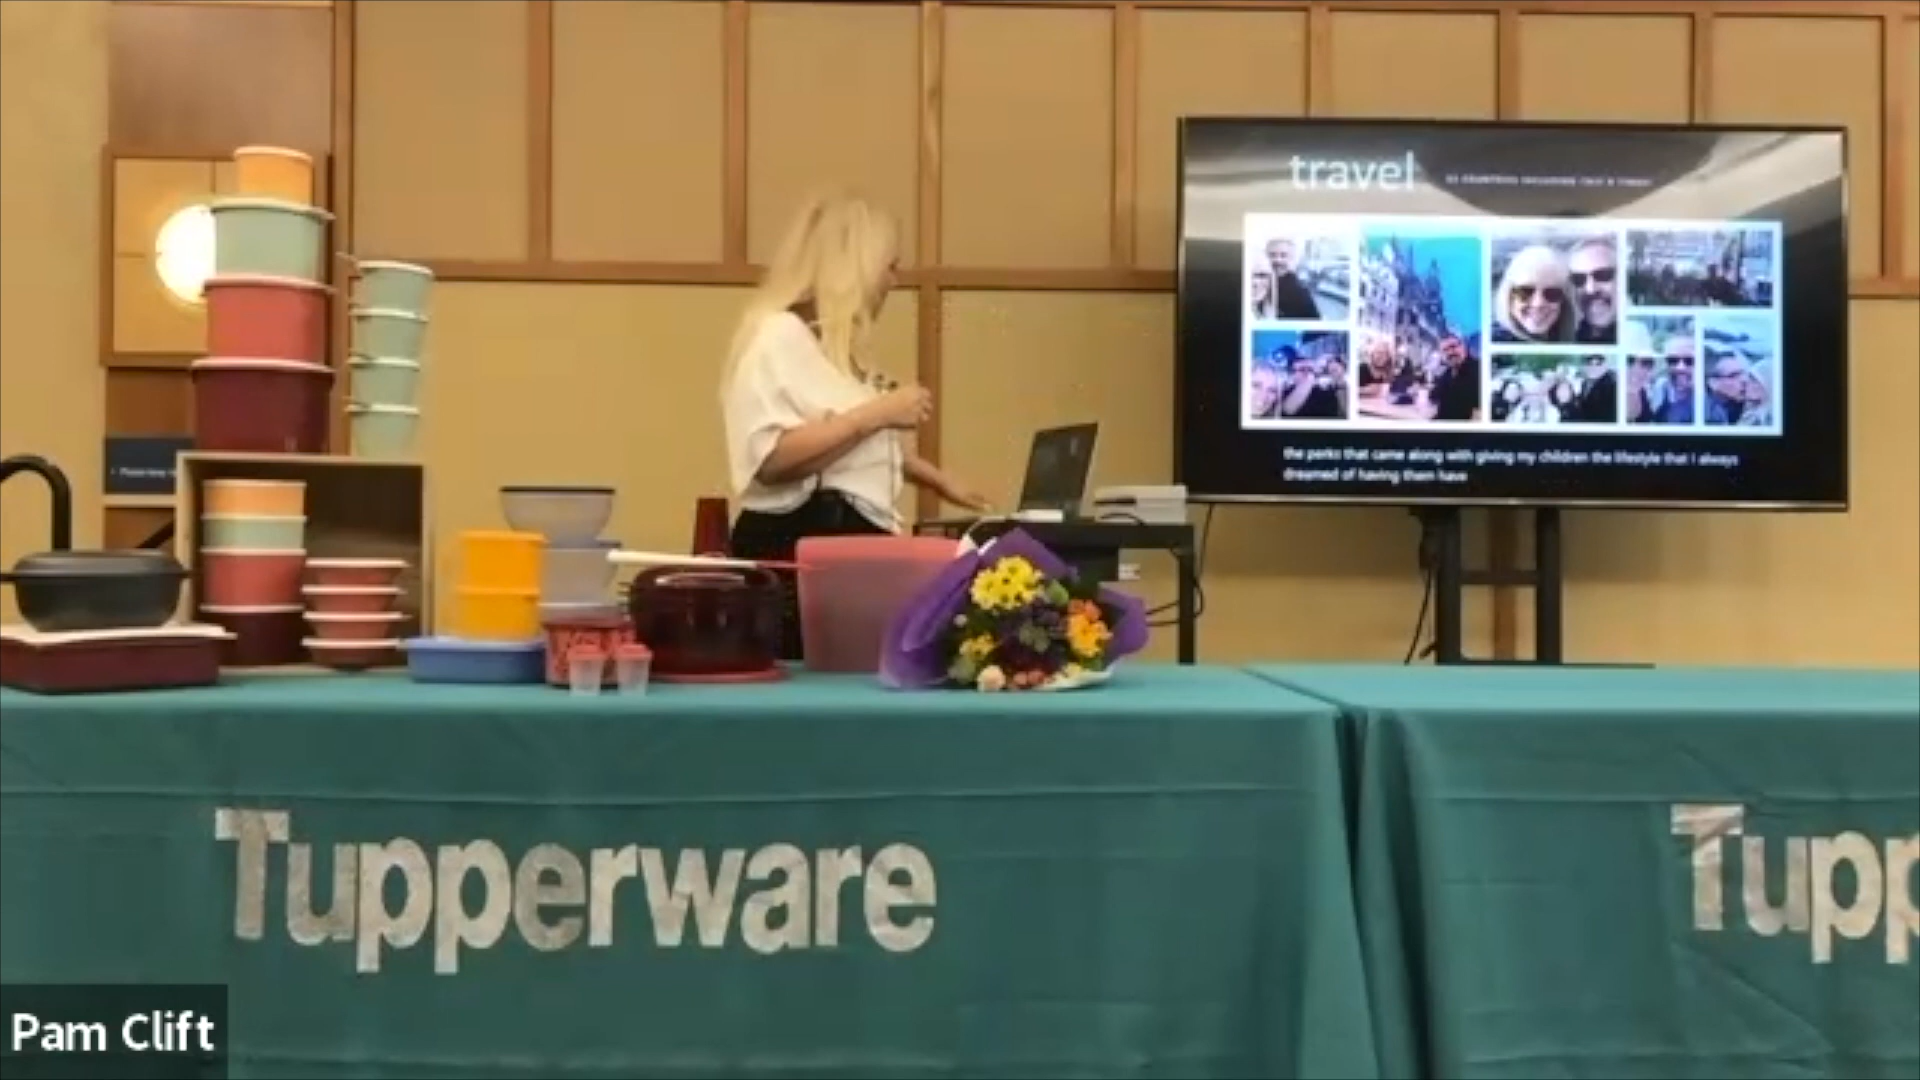 travel
the perks that came along with giving my children the lifestyle that I always
dreamed of having them have
Tupperware
Tupp
Pam Clift